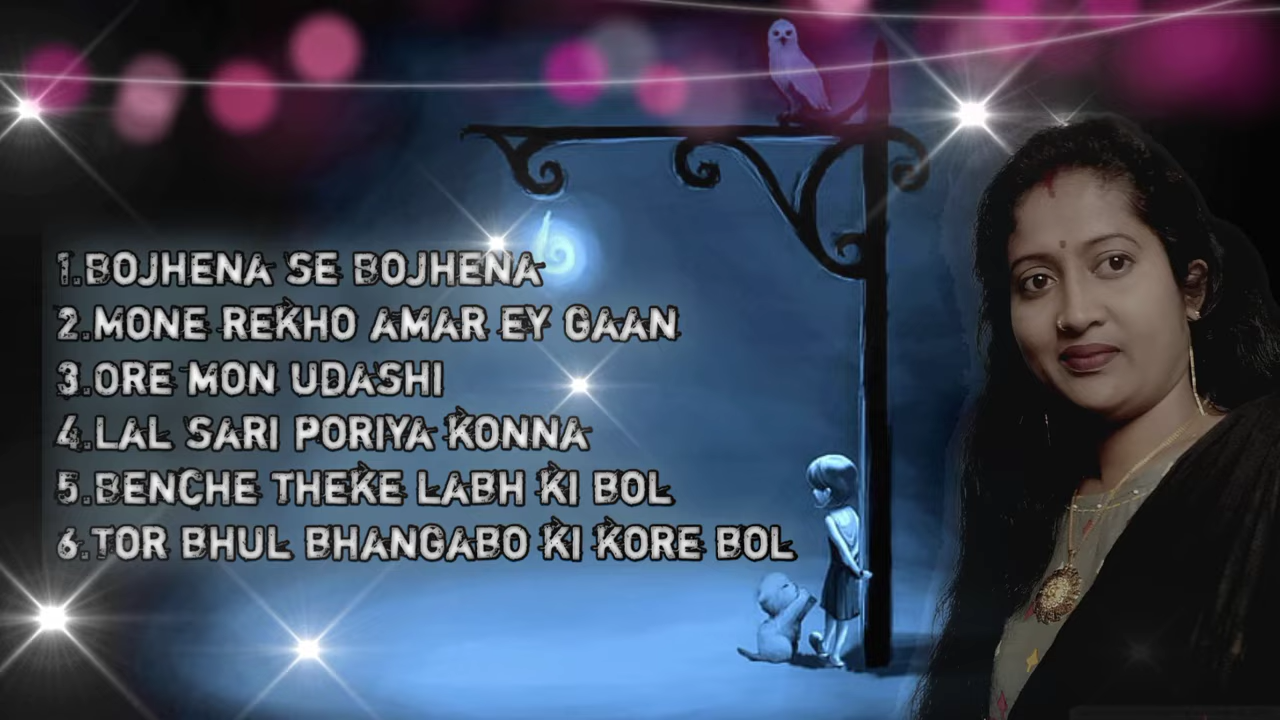 1.BOJHENA SE BOJHENA
2.MONE REKHO AMAR EY GAAN
3.ORE MON UDASHI
4.LAL SARI PORIYA KONNA
5.BENCHE THEKE LABH KI BOL
6.TOR BHUL BHANGABO KI KORE BOL